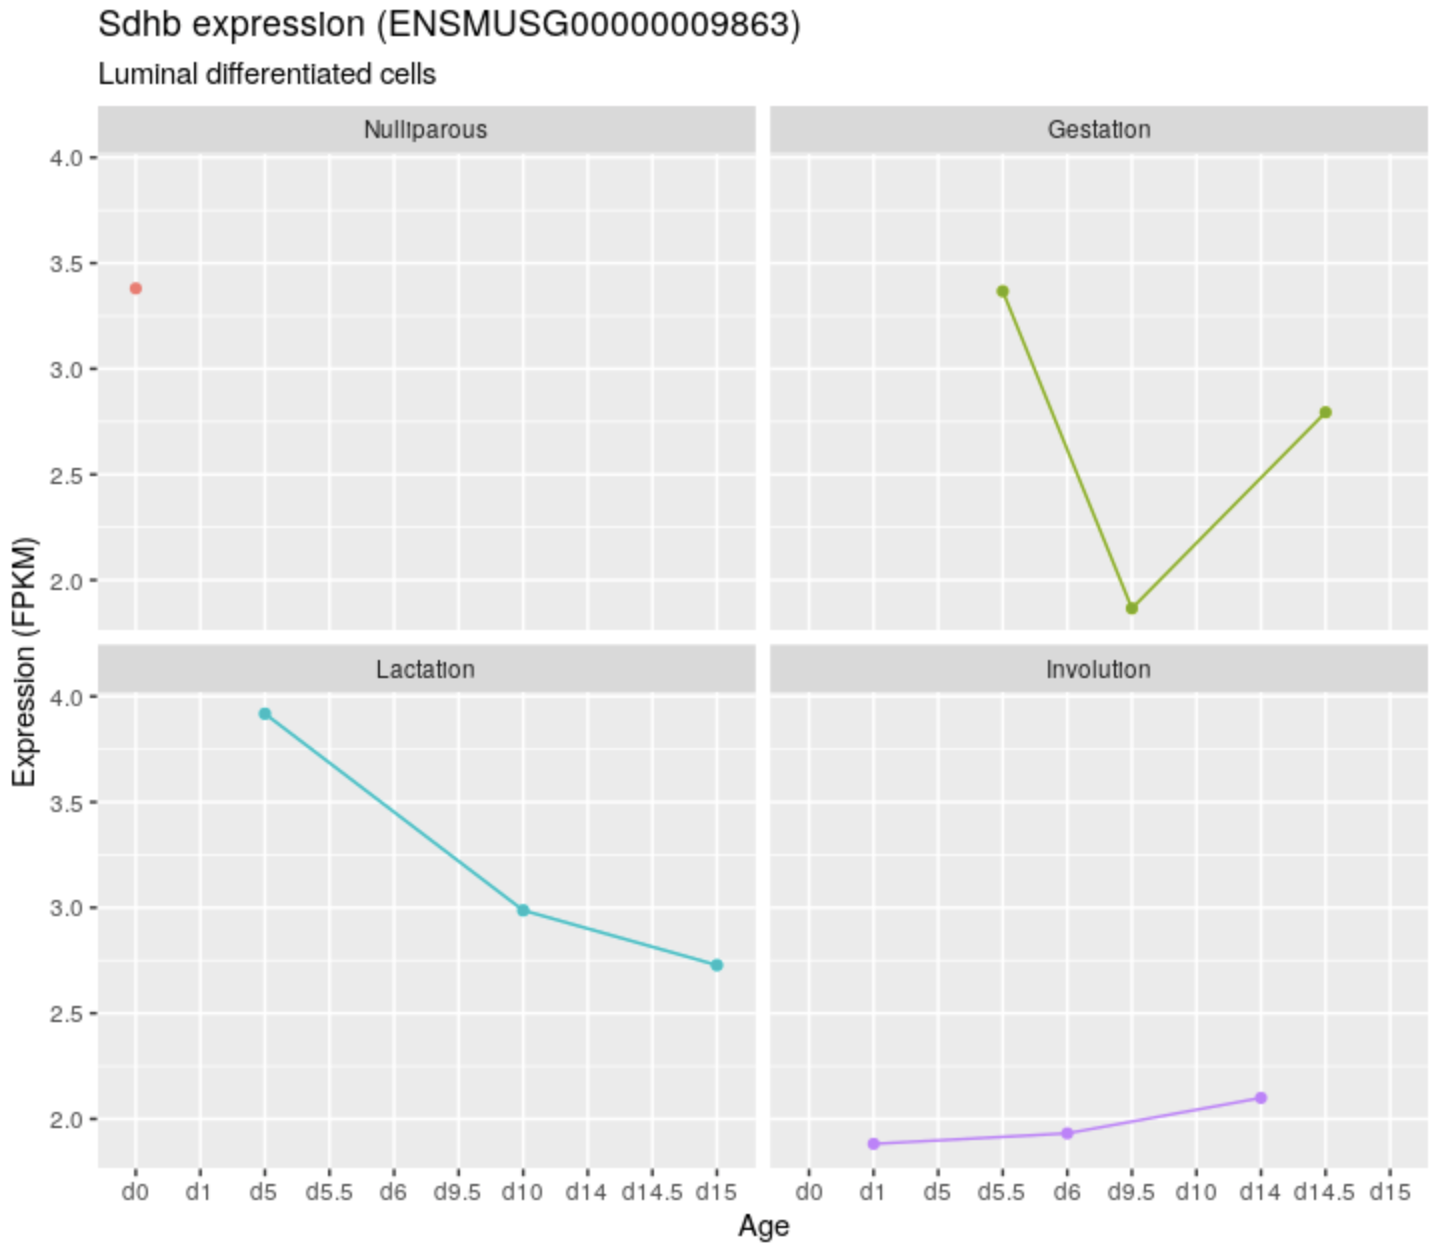 Sdhb expression (ENSMUSG00000009863)
Luminal differentiated cells
Nulliparous
Gestation
4.0
3.5
3.0
2.5
2.0
Lactation
Involution
4.0
3.5
3.0
2.5
2.0
Expression (FPKM)
d0 d1 d5 d5.5 d6 d9.5 d10 d14 d14.5 d15
d0 d1 d5 d5.5 d6 d9.5 d10 d14 d14.5 d15
Age